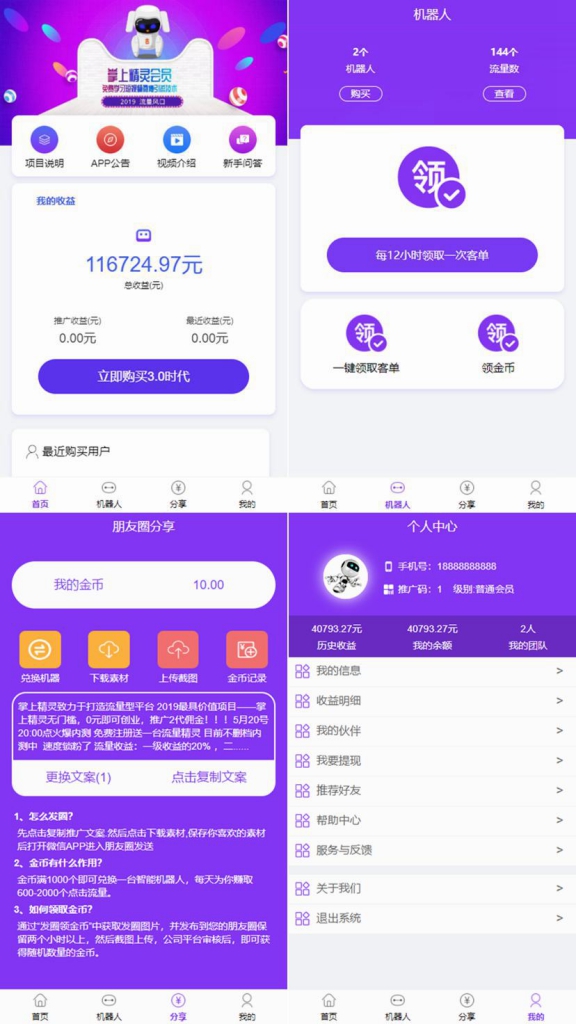 掌上精灵会员
2019 流量风口
项目说明
APP公告
视频介绍
新手问答
我的收益
116724.97元
总收益(元)
推广收益(元)
最近收益(元)
0.00元
0.00元
立即购买3.0时代
最近购买用户
首页
机器人
分享
我的
机器人
2个
144个
机器人
流量数
购买
查看
领
每12小时领取一次客单
领
领
一键领取客单
领金币
首页
机器人
分享
我的
朋友圈分享
我的金币
10.00
兑换机器
下载素材
上传截图
金币记录
掌上精灵致力于打造流量型平台 2019最具价值项目——掌
上精灵无门槛，0元即可创业，推广2代佣金！！！5月20号
20:00点火爆内测 免费注册送一台流量精灵 目前不删档内
测中 速度锁粉了 流量收益：一级收益的20%，二......
更换文案(1)
点击复制文案
1、怎么发圈?
先点击复制推广文案.然后点击下载素材,保存你喜欢的素材
后打开微信APP进入朋友圈发送
2、金币有什么作用?
金币满1000个即可兑换一台智能机器人，每天为你赚取
600-2000个点击流量。
3、如何领取金币?
通过“发圈领金币”中获取发圈图片，并发布到您的朋友圈保
留两个小时以上，然后截图上传，公司平台审核后，即可获
得随机数量的金币。
首页
机器人
分享
我的
个人中心
手机号：18888888888
推广码：1 级别:普通会员
40793.27元
40793.27元
2人
历史收益
我的余额
我的团队
我的信息
>
收益明细
>
我的伙伴
>
我要提现
>
推荐好友
>
帮助中心
>
服务与反馈
>
关于我们
>
退出系统
>
首页
机器人
分享
我的